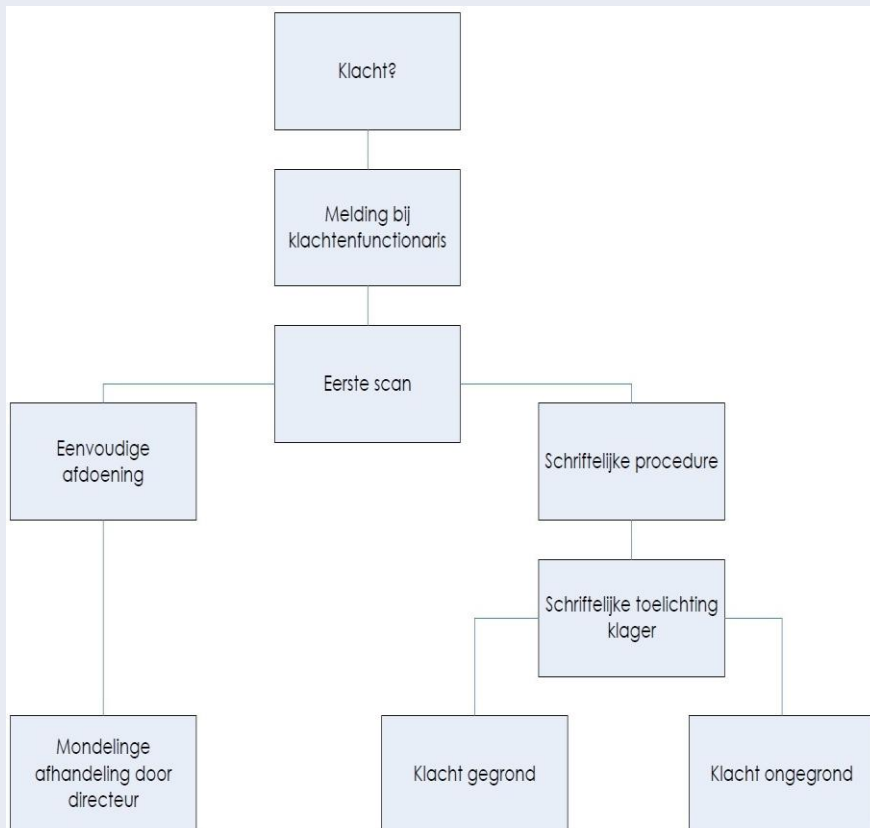 Klacht?
Melding bij
klachtenfunctionaris
Eerste scan
Eenvoudige
afdoening
Schriftelijke procedure
Schriftelijke toelichting
klager
Mondelinge
afhandeling door
directeur
Klacht gegrond
Klacht ongegrond